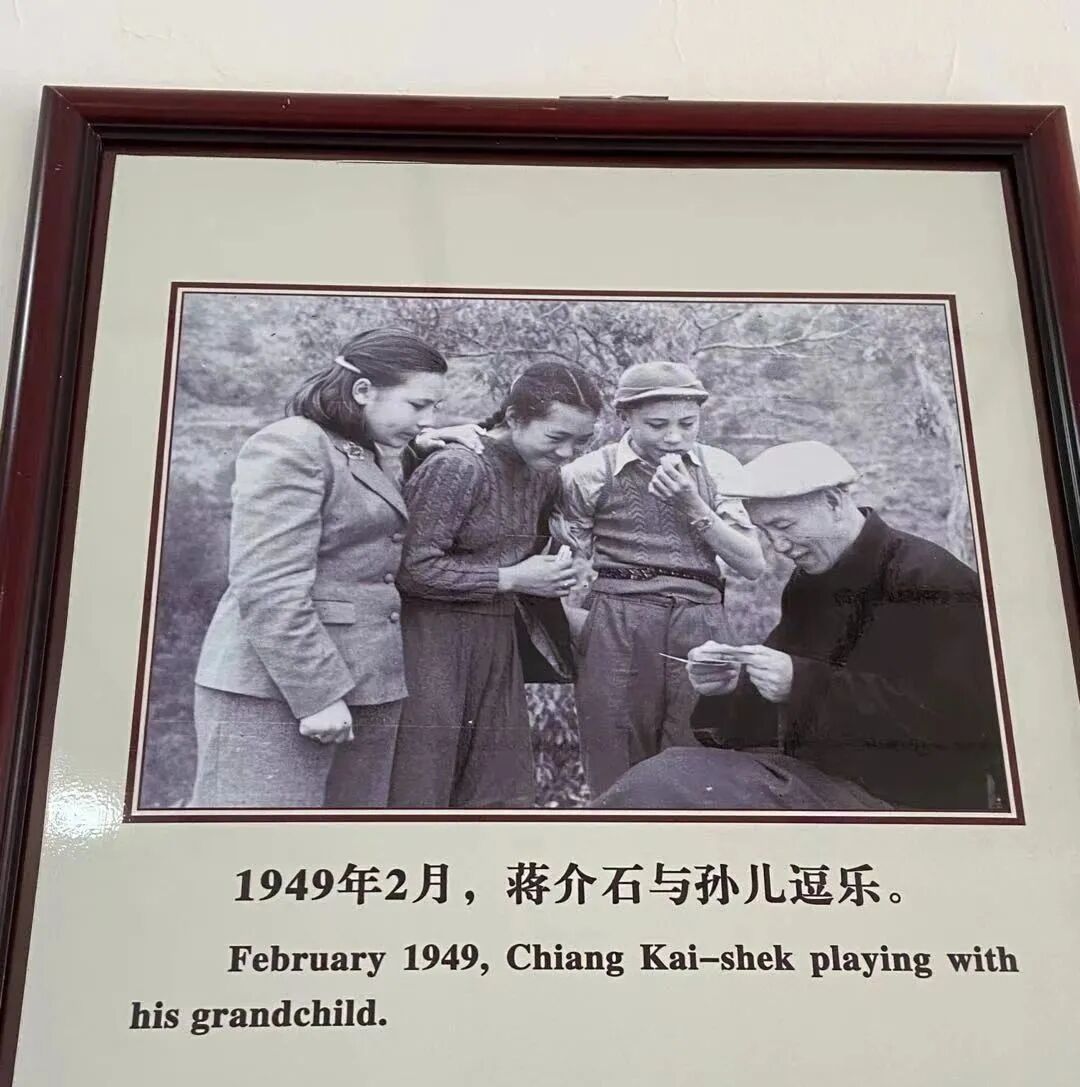 1949年2月，蒋介石与孙儿逗乐。
February 1949, Chiang Kai-shek playing with
his grandchild.